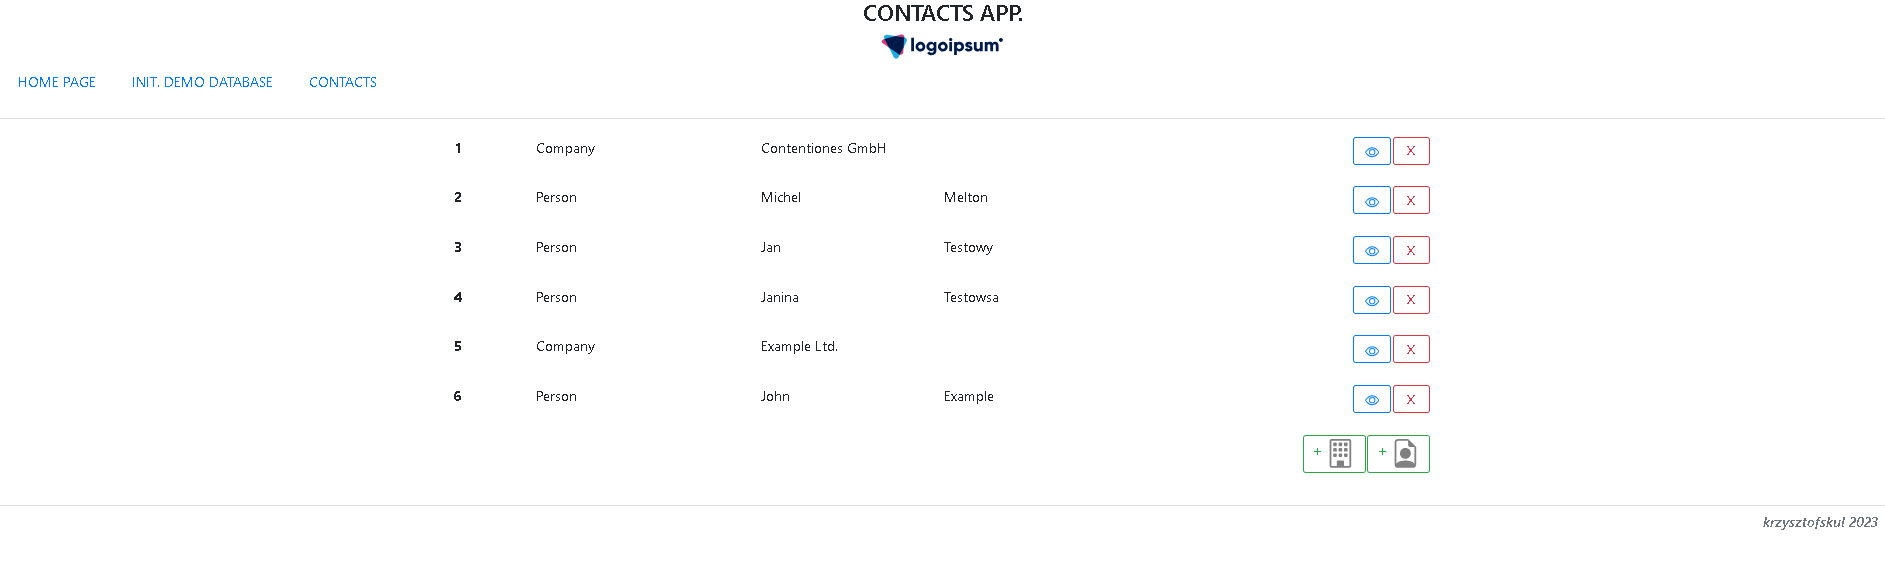 CONTACTS APP.
logoipsum
HOME PAGE INIT. DEMO DATABASE CONTACTS
1 Company Contentiones GmbH X
2 Person Michel Melton X
3 Person Jan Testowy X
4 Person Janina Testowsa X
5 Company Example Ltd. X
6 Person John Example X
+ +
krzysztofskul 2023